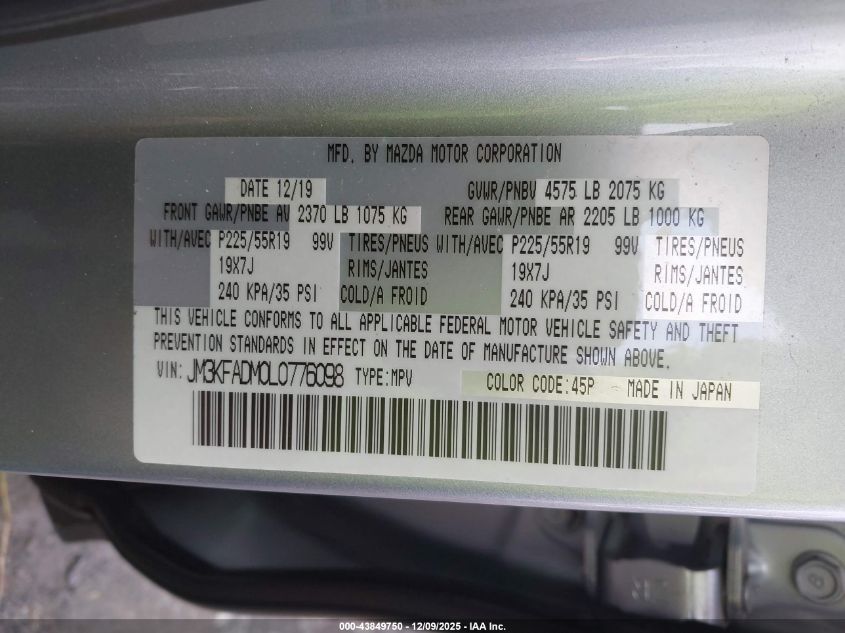 MFD. BY MAZDA MOTOR CORPORATION
DATE 12/19 GVWR/PNBV 4575 LB 2075 KG
FRONT GAWR/PNBE AV 2370 LB 1075 KG REAR GAWR/PNBE AR 2205 LB 1000 KG
WITH/AVEC P225/55R19 99V TIRES/PNEUS WITH/AVEC P225/55R19 99V TIRES/PNEUS
19X7J RIMS/JANTES 19X7J RIMS/JANTES
240 KPA/35 PSI COLD/A FROID 240 KPA/35 PSI COLD/A FROID
THIS VEHICLE CONFORMS TO ALL APPLICABLE FEDERAL MOTOR VEHICLE SAFETY AND THEFT
PREVENTION STANDARDS IN EFFECT ON THE DATE OF MANUFACTURE SHOWN ABOVE.
VIN: JM3KFADM0L0776098 TYPE:MPV COLOR CODE:45P MADE IN JAPAN
8
000-43849750 — 12/09/2025 — IAA Inc.